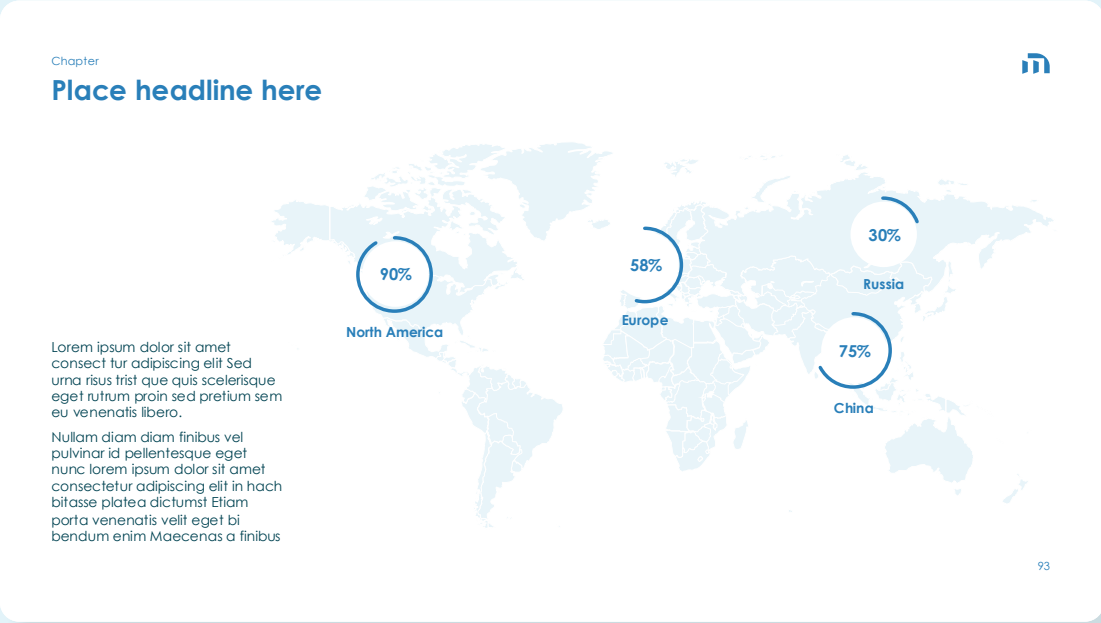 Chapter
Place headline here
90%
North America
58%
Europe
30%
Russia
75%
China
Lorem ipsum dolor sit amet
consect tur adipiscing elit Sed
urna risus trist que quis scelerisque
eget rutrum proin sed pretium sem
eu venenatis libero.
Nullam diam diam finibus vel
pulvinar id pellentesque eget
nunc lorem ipsum dolor sit amet
consectetur adipiscing elit in hach
bitasse platea dictumst Etiam
porta venenatis velit eget bi
bendum enim Maecenas a finibus
93